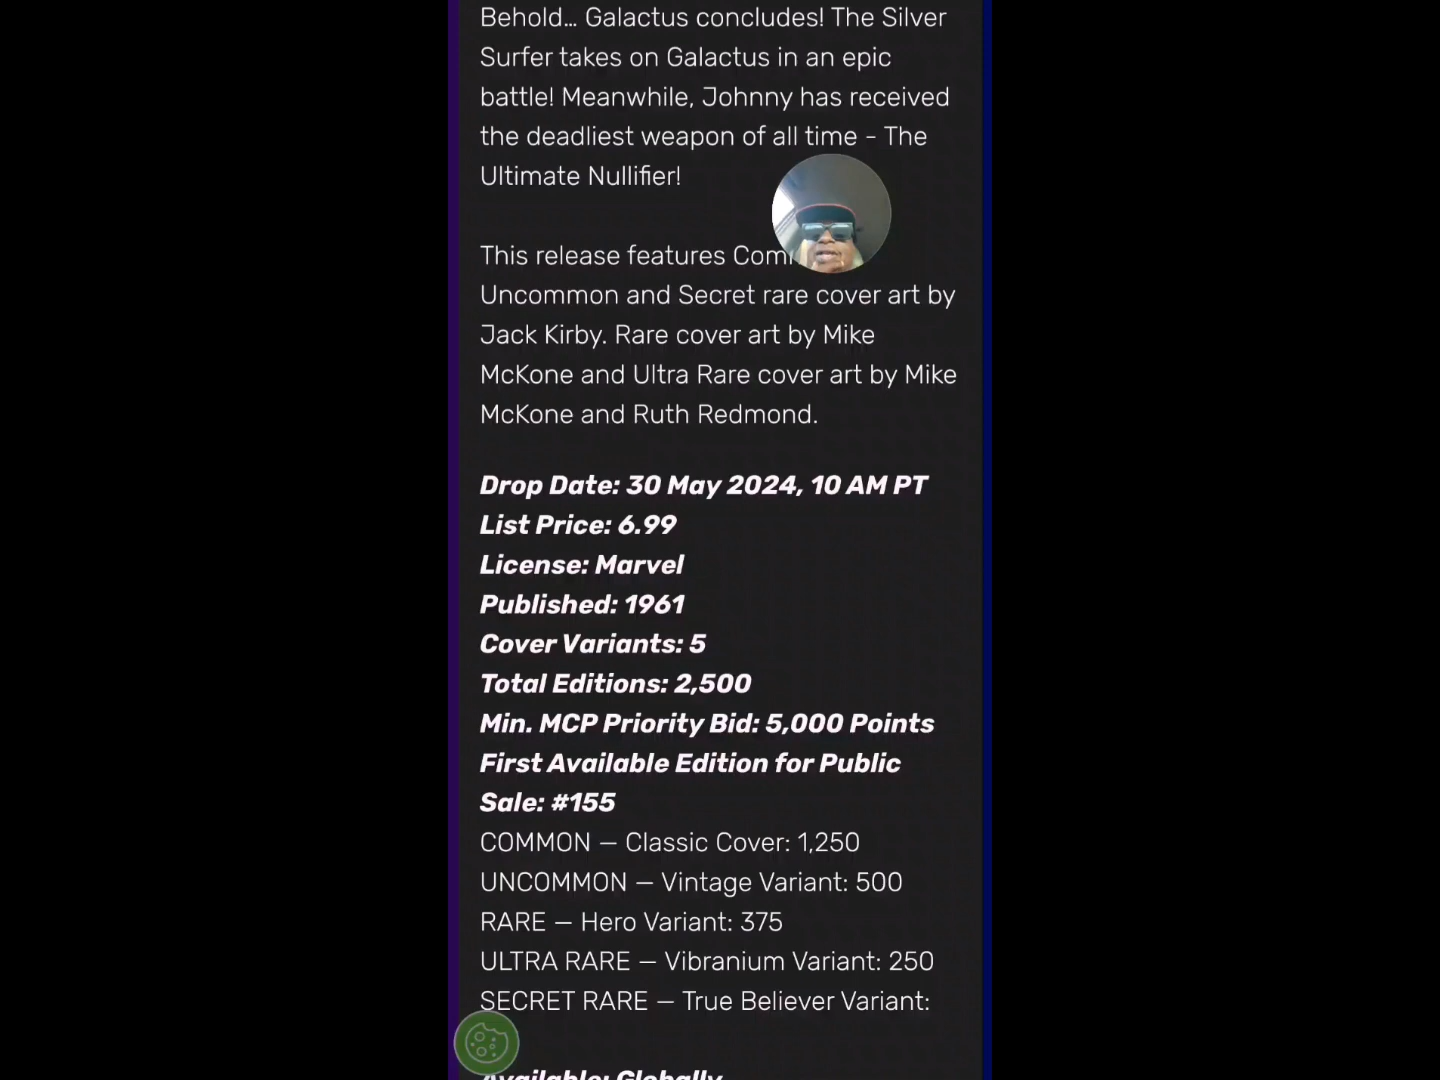 Behold... Galactus concludes! The Silver
Surfer takes on Galactus in an epic
battle! Meanwhile, Johnny has received
the deadliest weapon of all time - The
Ultimate Nullifier!
This release features
Uncommon and Secret rare cover art by
Jack Kirby. Rare cover art by Mike
McKone and Ultra Rare cover art by Mike
McKone and Ruth Redmond.
Drop Date: 30 May 2024, 10 AM PT
List Price: 6.99
License: Marvel
Published: 1961
Cover Variants: 5
Total Editions: 2,500
Min. MCP Priority Bid: 5,000 Points
First Available Edition for Public
Sale: #155
COMMON — Classic Cover: 1,250
UNCOMMON — Vintage Variant: 500
RARE — Hero Variant: 375
ULTRA RARE — Vibranium Variant: 250
SECRET RARE — True Believer Variant:
Available: Globally